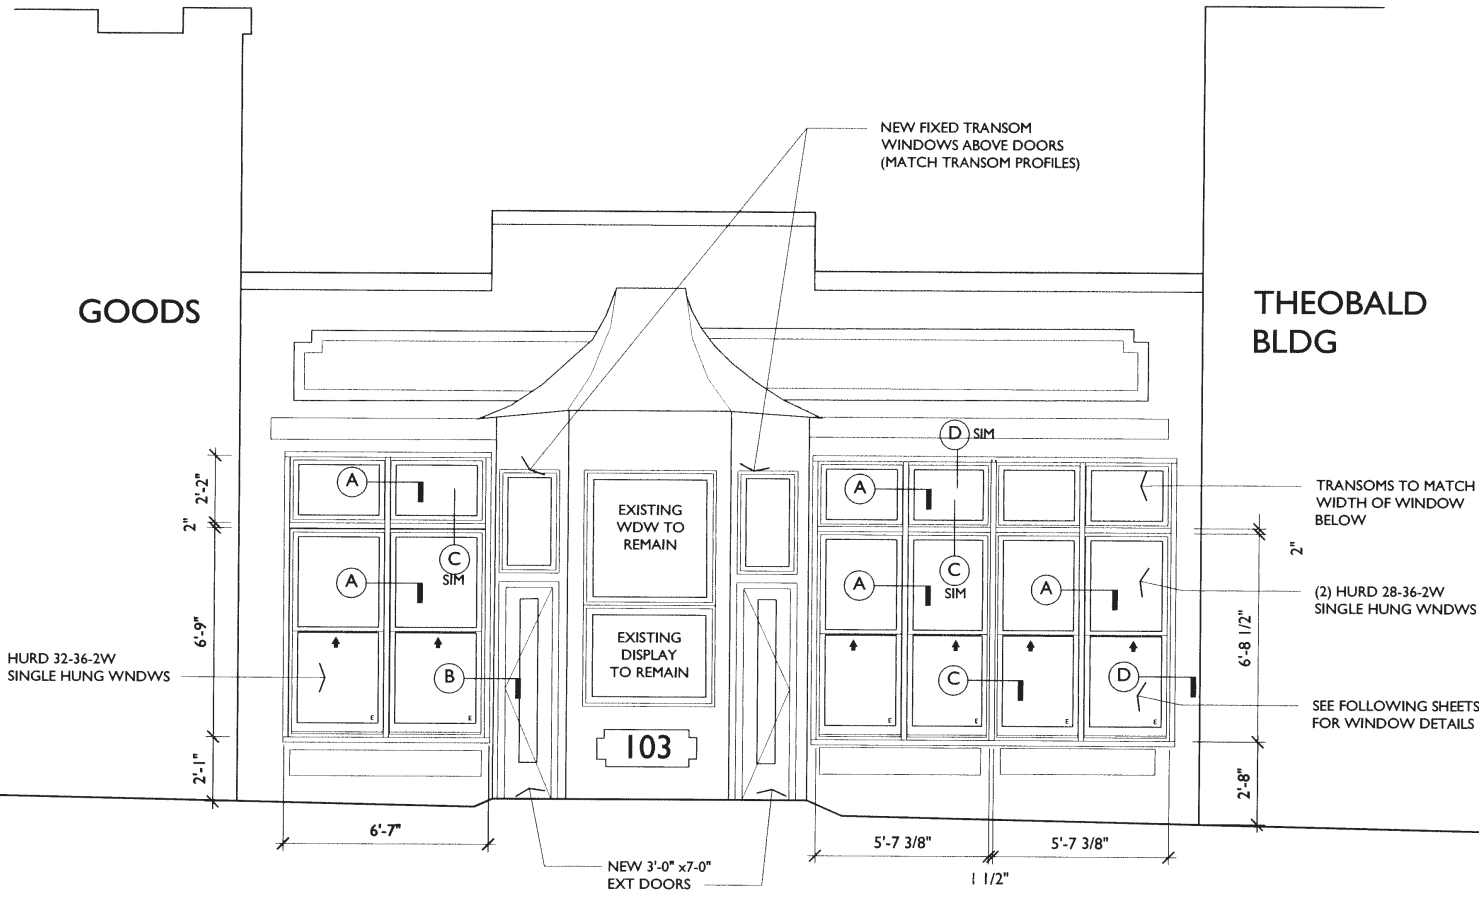 NEW FIXED TRANSOM
WINDOWS ABOVE DOORS
(MATCH TRANSOM PROFILES)
GOODS
THEOBALD
BLDG
D SIM
A
A
2'-2"
2"
6'-9"
2'-1"
A
C
SIM
B
EXISTING
WDW TO
REMAIN
EXISTING
DISPLAY
TO REMAIN
103
A
C
SIM
A
C
D
E
E
E
E
E
TRANSOMS TO MATCH
WIDTH OF WINDOW
BELOW
2"
(2) HURD 28-36-2W
SINGLE HUNG WNDWS
6'-8 1/2"
SEE FOLLOWING SHEETS
FOR WINDOW DETAILS
2'-8"
HURD 32-36-2W
SINGLE HUNG WNDWS
6'-7"
5'-7 3/8"
5'-7 3/8"
1 1/2"
NEW 3'-0" x7-0"
EXT DOORS